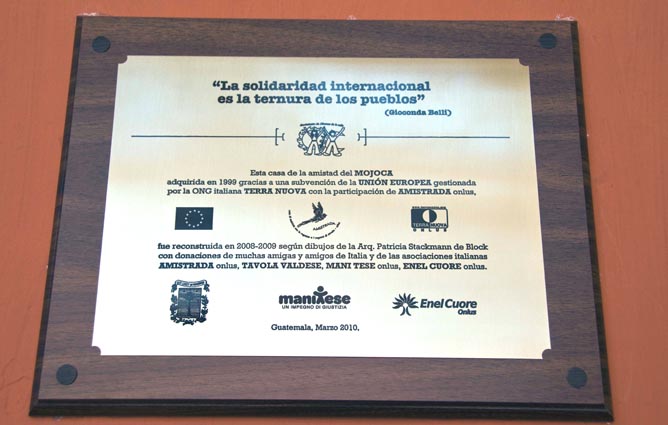 “La solidaridad internacional
es la ternura de los pueblos”
(Gioconda Belli)
Esta casa de la amistad del MOJOCA
adquirida en 1999 gracias a una subvención de la UNIÓN EUROPEA gestionada
por la ONG italiana TERRA NUOVA con la participación de AMISTRADA onlus,
AMISTRADA
TERRA NUOVA
ONLUS
fue reconstruida en 2008-2009 según dibujos de la Arq. Patricia Stackmann de Block
con donaciones de muchas amigas y amigos de Italia y de las asociaciones italianas
AMISTRADA onlus, TAVOLA VALDESE, MANI TESE onlus, ENEL CUORE onlus.
manitese
UN IMPEGNO DI GIUSTIZIA
EnelCuore
Onlus
Guatemala, Marzo 2010.